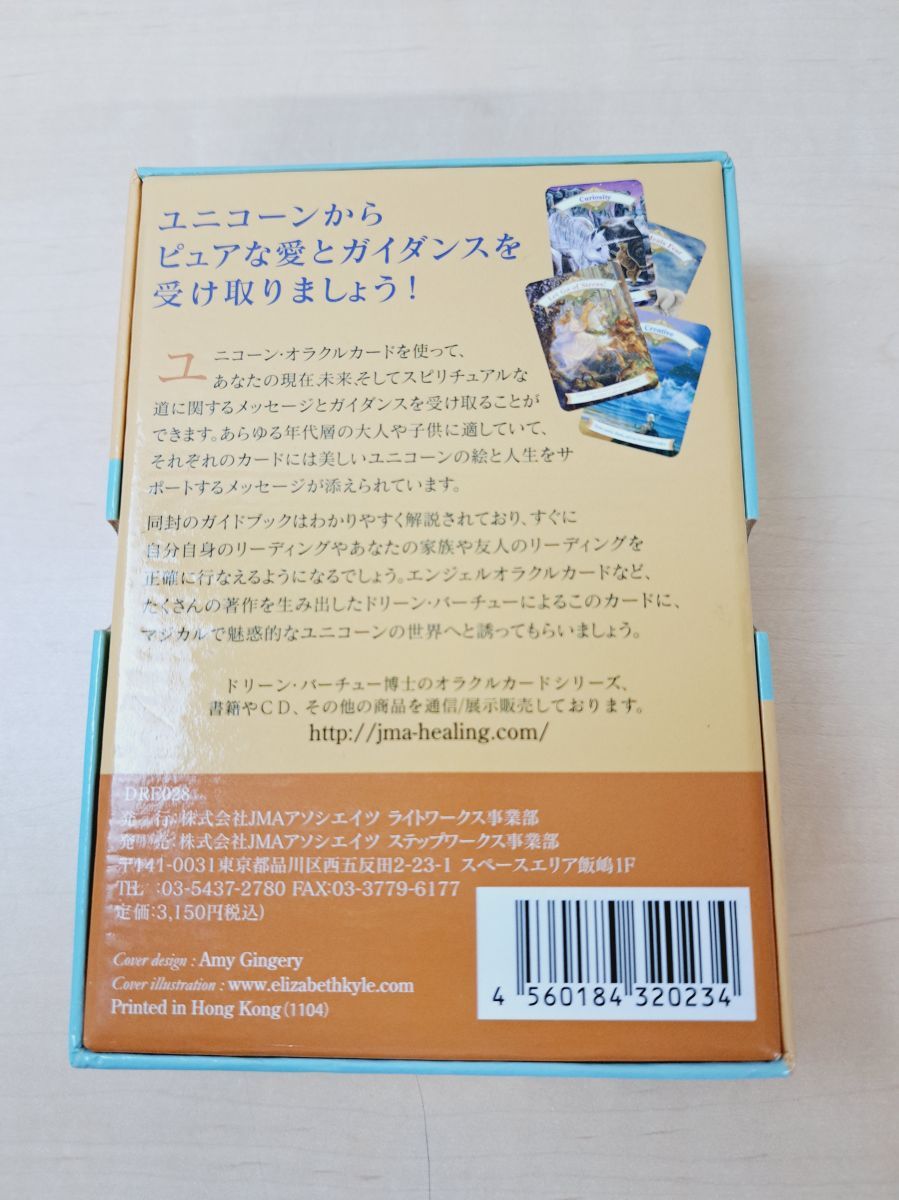 ユニコーンから
ピュアな愛とガイダンスを
受け取りましょう!
Curiosity
Let Go of Stress!
Creative
ユニコーン・オラクルカードを使って、
あなたの現在、未来、そしてスピリチュアルな
道に関するメッセージとガイダンスを受け取ることが
できます。あらゆる年代層の大人や子供に適していて、
それぞれのカードには美しいユニコーンの絵と人生をサ
ポートするメッセージが添えられています。
同封のガイドブックはわかりやすく解説されており、すぐに
自分自身のリーディングやあなたの家族や友人のリーディングを
正確に行なえるようになるでしょう。エンジェルオラクルカードなど、
たくさんの著作を生み出したドリーン・バーチューによるこのカードに、
マジカルで魅惑的なユニコーンの世界へと誘ってもらいましょう。
ドリーン・バーチュー博士のオラクルカードシリーズ、
書籍やCD、その他の商品を通信/展示販売しております。
http://jma-healing.com/
DRE028
発 行:株式会社JMAアソシエイツ ライトワークス事業部
発 売:株式会社JMAアソシエイツ ステップワークス事業部
〒141-0031東京都品川区西五反田2-23-1 スペースエリア飯嶋1F
TEL :03-5437-2780 FAX:03-3779-6177
定価:3,150円(税込)
Cover design : Amy Gingery
Cover illustration : www.elizabethkyle.com
Printed in Hong Kong(1104)
4 560184 320234